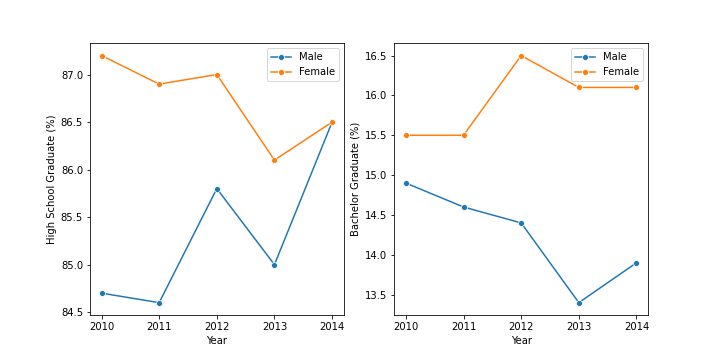 Male
Female
87.0
86.5
86.0
85.5
85.0
84.5
High School Graduate (%)
2010 2011 2012 2013 2014
Year
Male
Female
16.5
16.0
15.5
15.0
14.5
14.0
13.5
Bachelor Graduate (%)
2010 2011 2012 2013 2014
Year